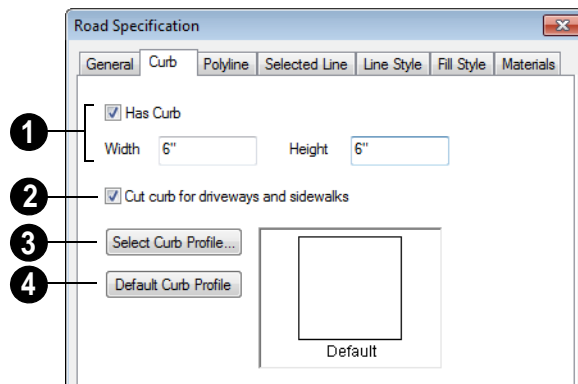 Road Specification
General Curb Polyline Selected Line Line Style Fill Style Materials
1 Has Curb
Width 6" Height 6"
2 Cut curb for driveways and sidewalks
3 Select Curb Profile...
4 Default Curb Profile
Default